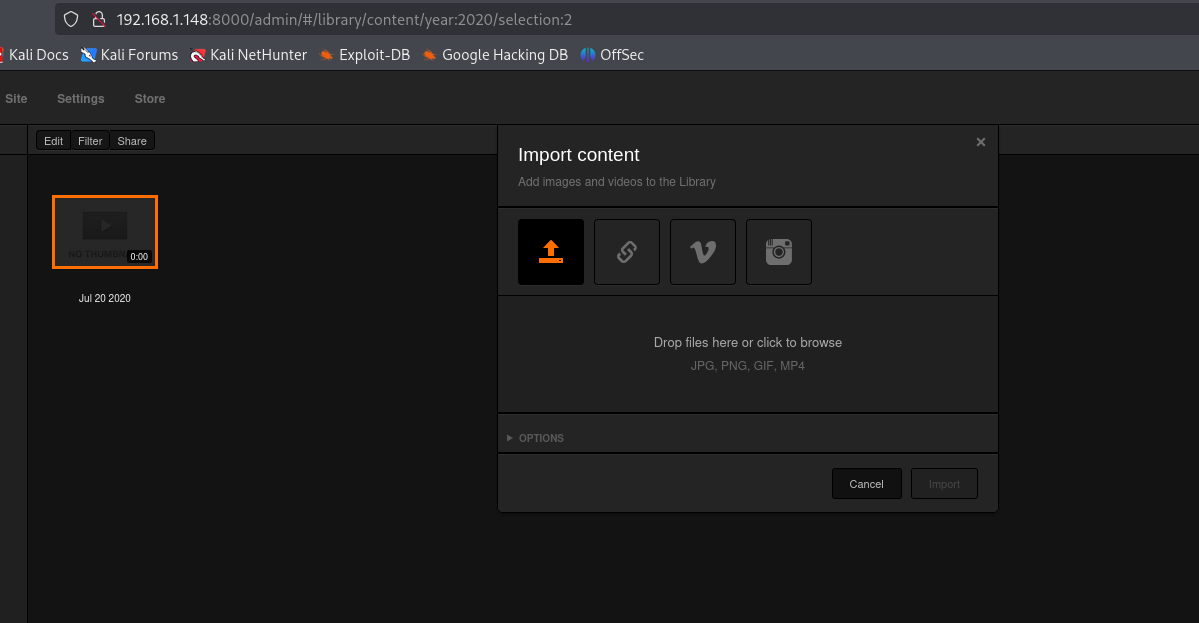 192.168.1.148:8000/admin/#/library/content/year:2020/selection:2
Kali Docs Kali Forums Kali NetHunter Exploit-DB Google Hacking DB OffSec
Site Settings Store
Edit Filter Share
Import content
Add images and videos to the Library
NO
0:00
Jul 20 2020
Drop files here or click to browse
JPG, PNG, GIF, MP4
OPTIONS
Cancel Import